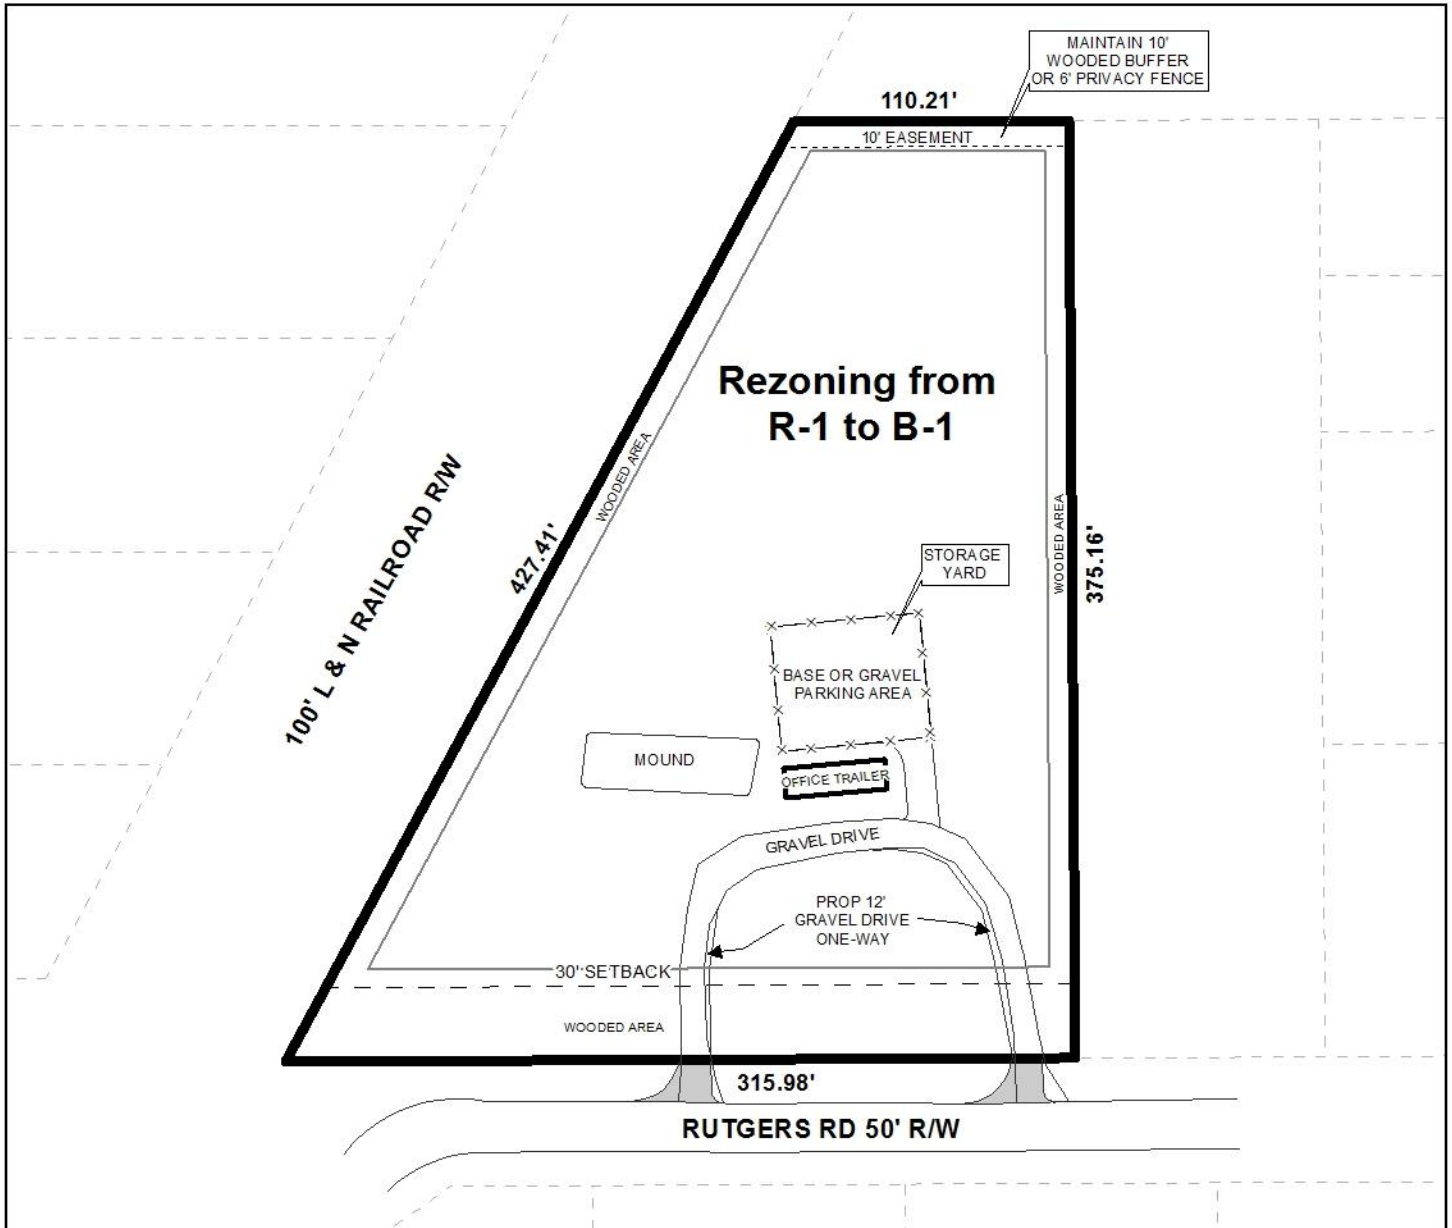 MAINTAIN 10'
WOODED BUFFER
OR 6' PRIVACY FENCE
110.21'
10' EASEMENT
Rezoning from
R-1 to B-1
WOODED AREA
100' L & N RAILROAD R/W
427.41'
WOODED AREA
375.16'
STORAGE
YARD
BASE OR GRAVEL
PARKING AREA
MOUND
OFFICE TRAILER
GRAVEL DRIVE
PROP 12'
GRAVEL DRIVE
ONE-WAY
30' SETBACK
WOODED AREA
315.98'
RUTGERS RD 50' R/W